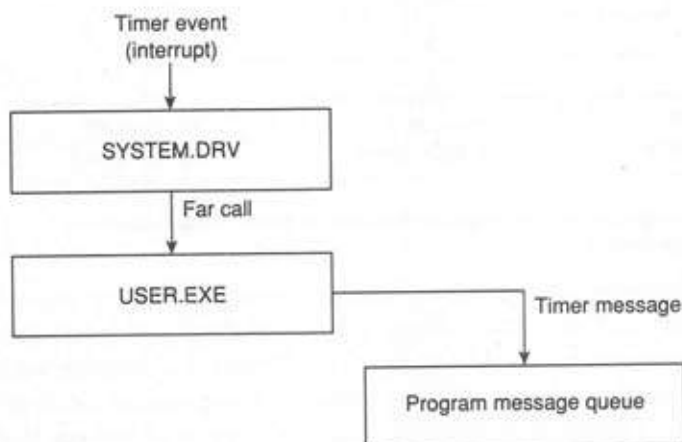 Timer event
(interrupt)
SYSTEM.DRV
Far call
USER.EXE
Timer message
Program message queue